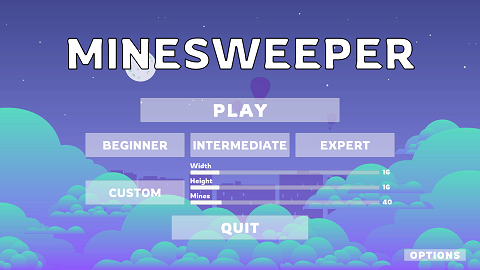 MINESWEEPER
PLAY
BEGINNER INTERMEDIATE EXPERT
Width 16
Height 16
CUSTOM
Mines 40
QUIT
OPTIONS